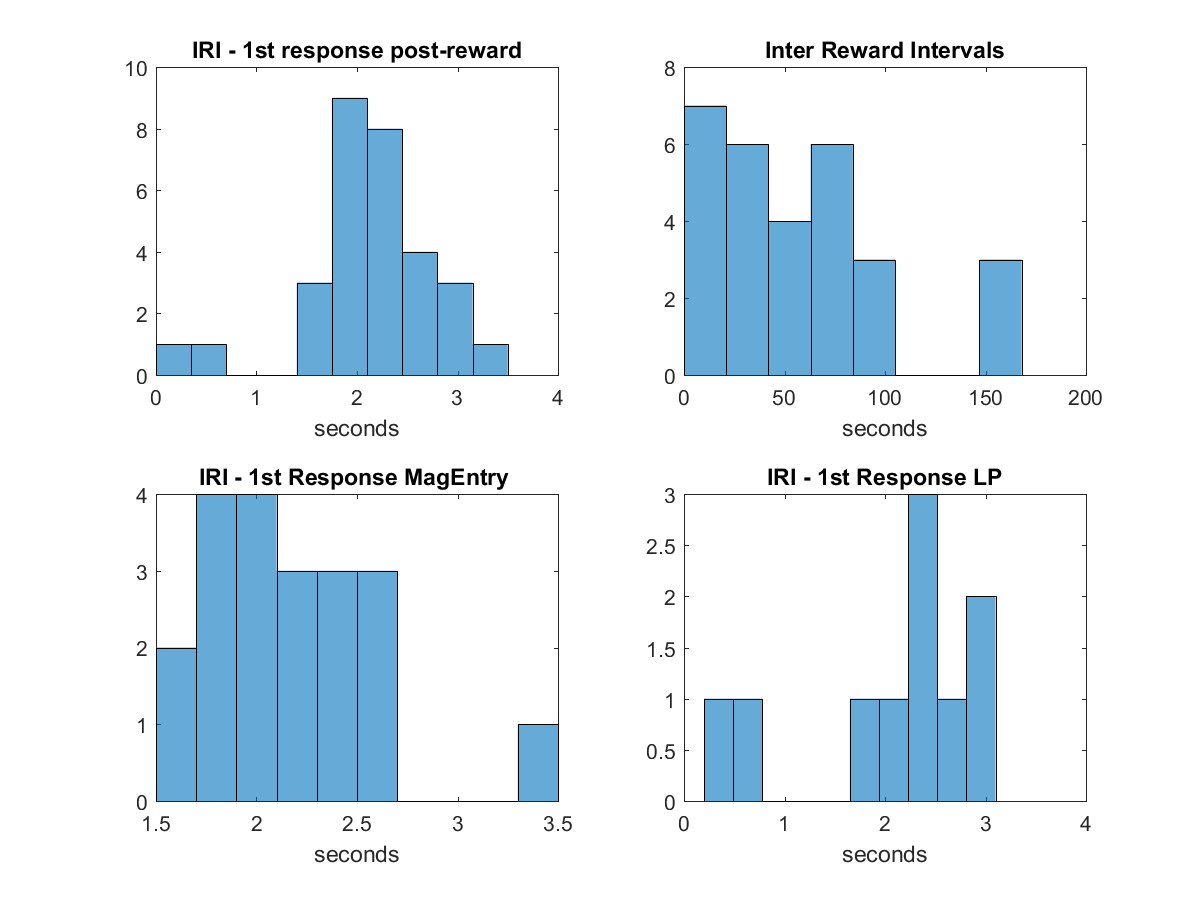 IRI - 1st response post-reward
10
8
6
4
2
0
0 1 2 3 4
seconds
Inter Reward Intervals
8
6
4
2
0
0 50 100 150 200
seconds
IRI - 1st Response MagEntry
4
3
2
1
0
1.5 2 2.5 3 3.5
seconds
IRI - 1st Response LP
3
2.5
2
1.5
1
0.5
0
0 1 2 3 4
seconds